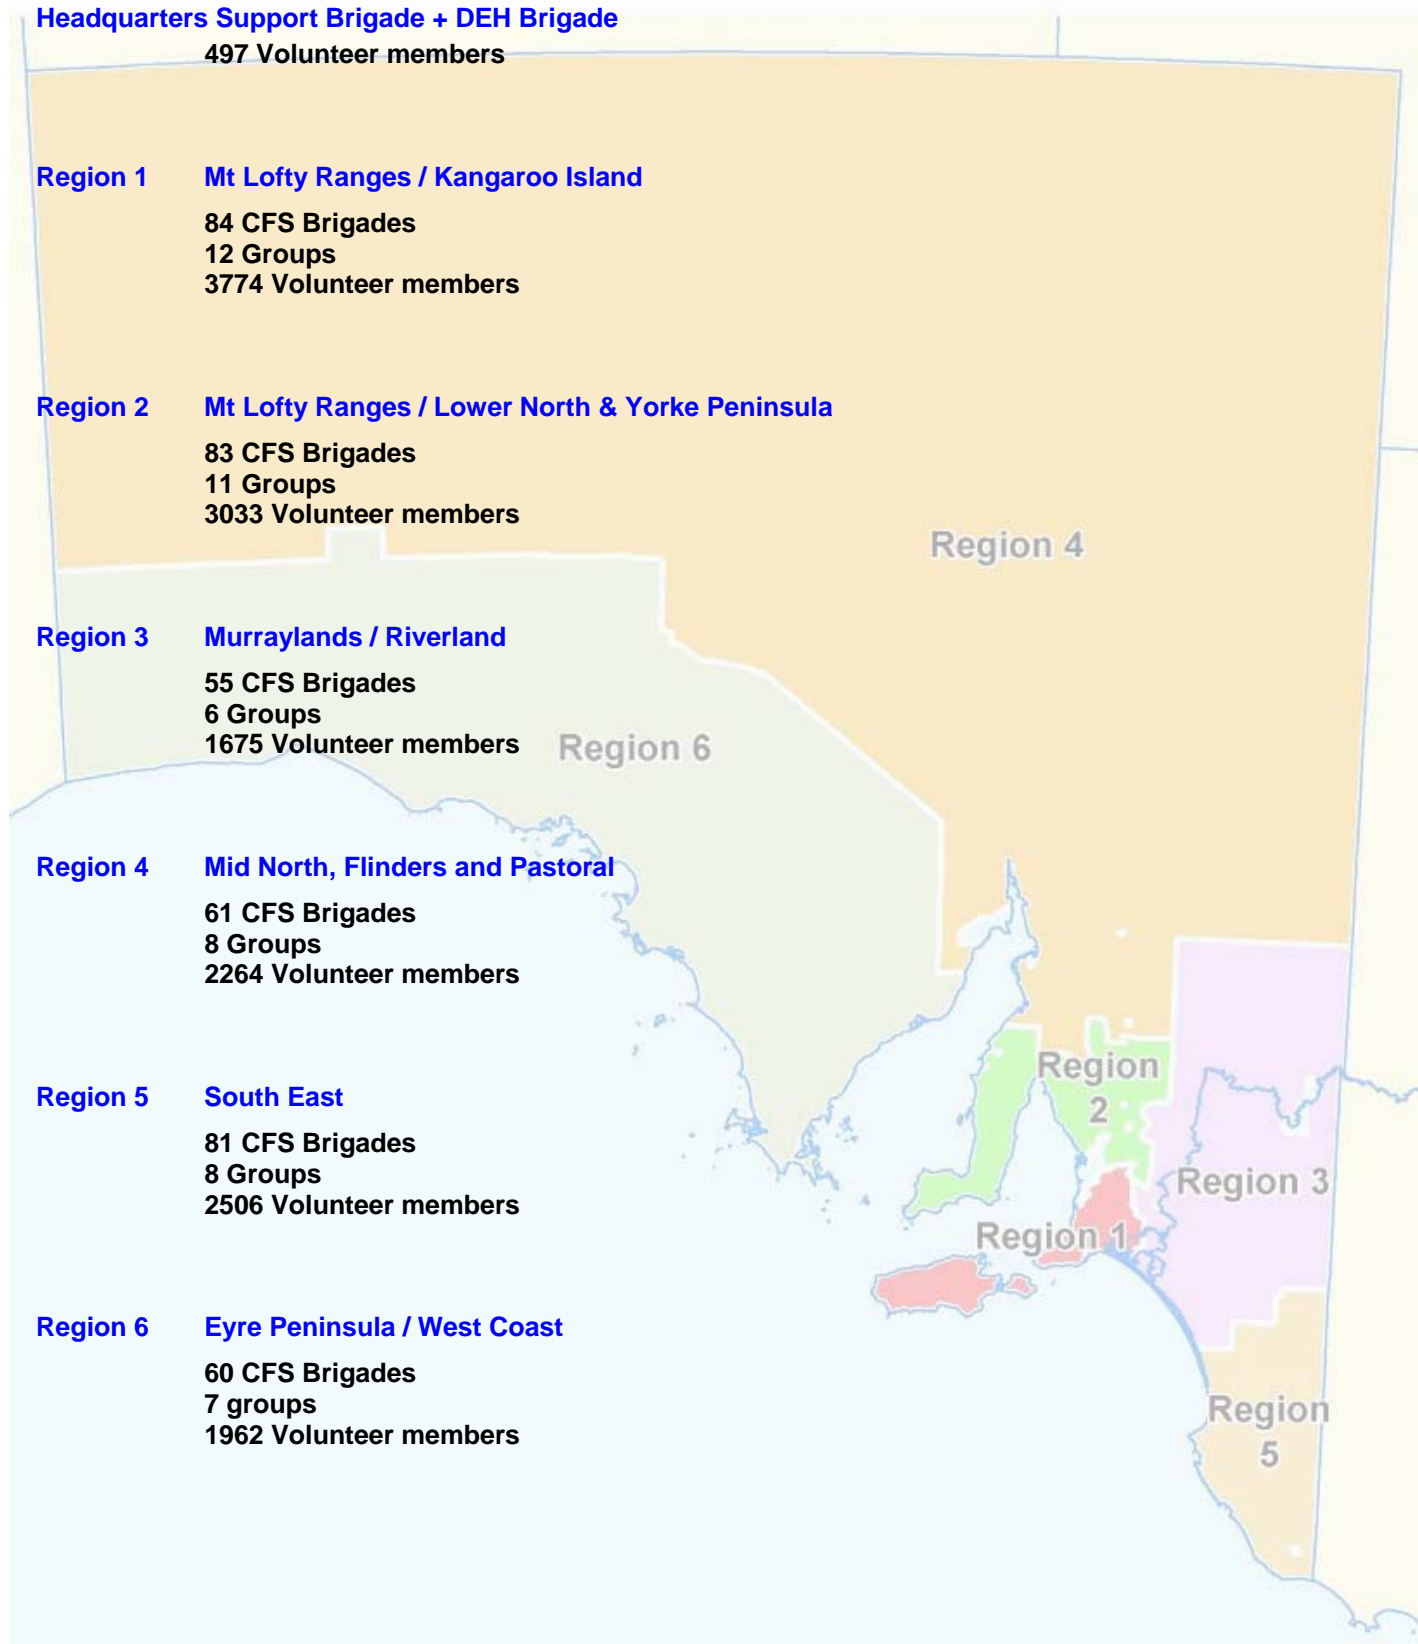 Headquarters Support Brigade + DEH Brigade
497 Volunteer members
Region 1 Mt Lofty Ranges / Kangaroo Island
84 CFS Brigades
12 Groups
3774 Volunteer members
Region 2 Mt Lofty Ranges / Lower North & Yorke Peninsula
83 CFS Brigades
11 Groups
3033 Volunteer members
Region 3 Murraylands / Riverland
55 CFS Brigades
6 Groups
1675 Volunteer members
Region 4 Mid North, Flinders and Pastoral
61 CFS Brigades
8 Groups
2264 Volunteer members
Region 5 South East
81 CFS Brigades
8 Groups
2506 Volunteer members
Region 6 Eyre Peninsula / West Coast
60 CFS Brigades
7 groups
1962 Volunteer members
Region 4
Region 6
Region
2
Region 3
Region 1
Region
5